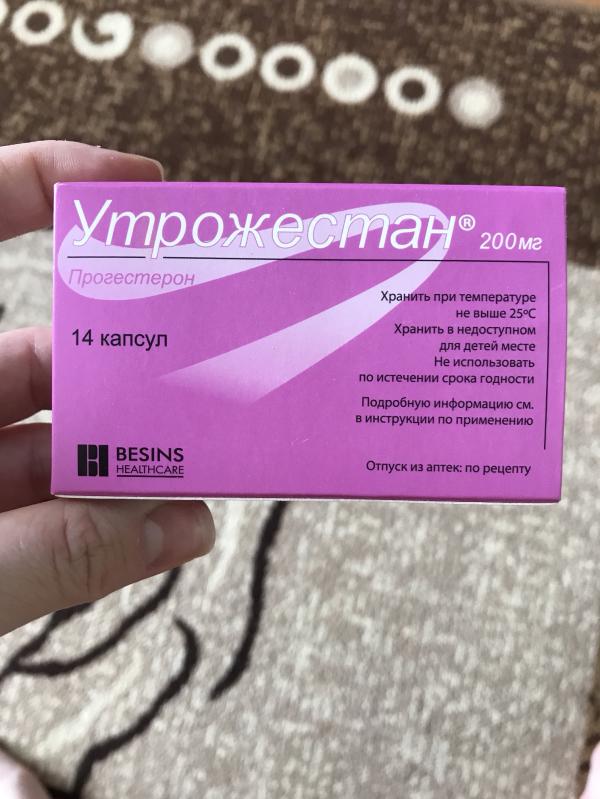 Утрожестан® 200мг
Прогестерон
14 капсул
Хранить при температуре
не выше 25ºC
Хранить в недоступном
для детей месте
Не использовать
по истечении срока годности
Подробную информацию см.
в инструкции по применению
BESINS
HEALTHCARE
Отпуск из аптек: по рецепту